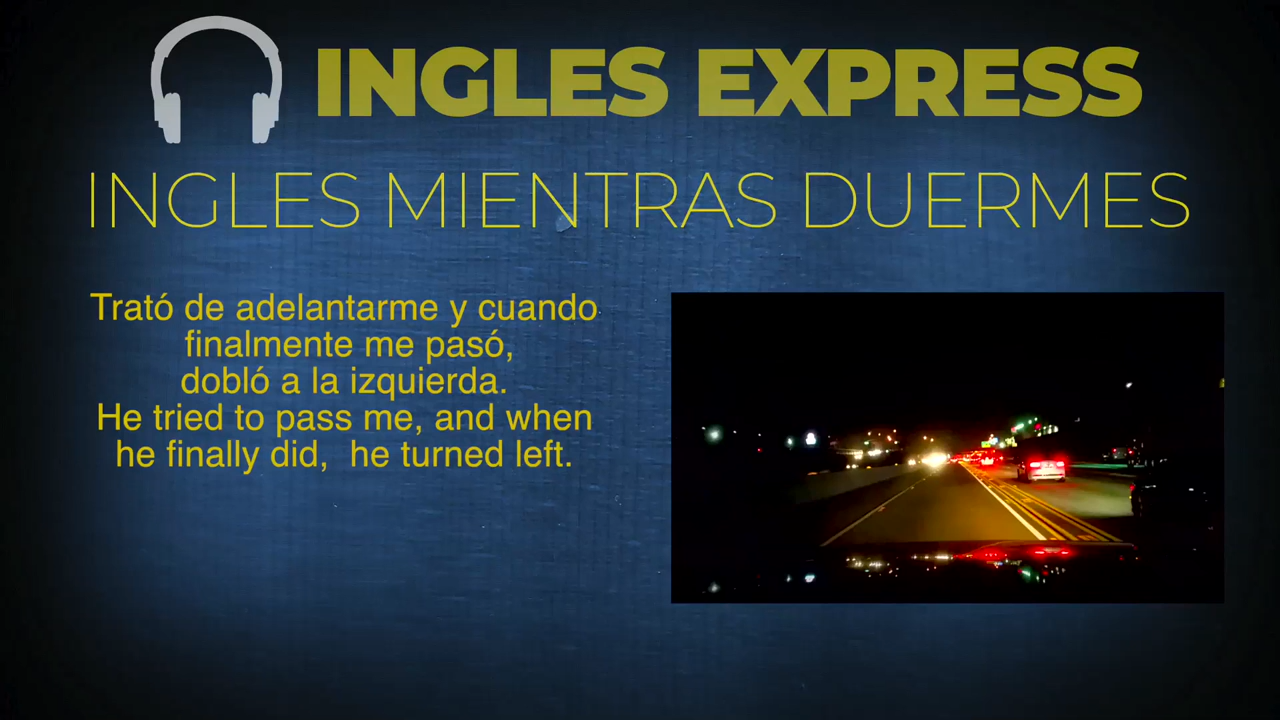 INGLES EXPRESS
INGLES MIENTRAS DUERMES
Trató de adelantarme y cuando
finalmente me pasó,
dobló a la izquierda.
He tried to pass me, and when
he finally did,  he turned left.